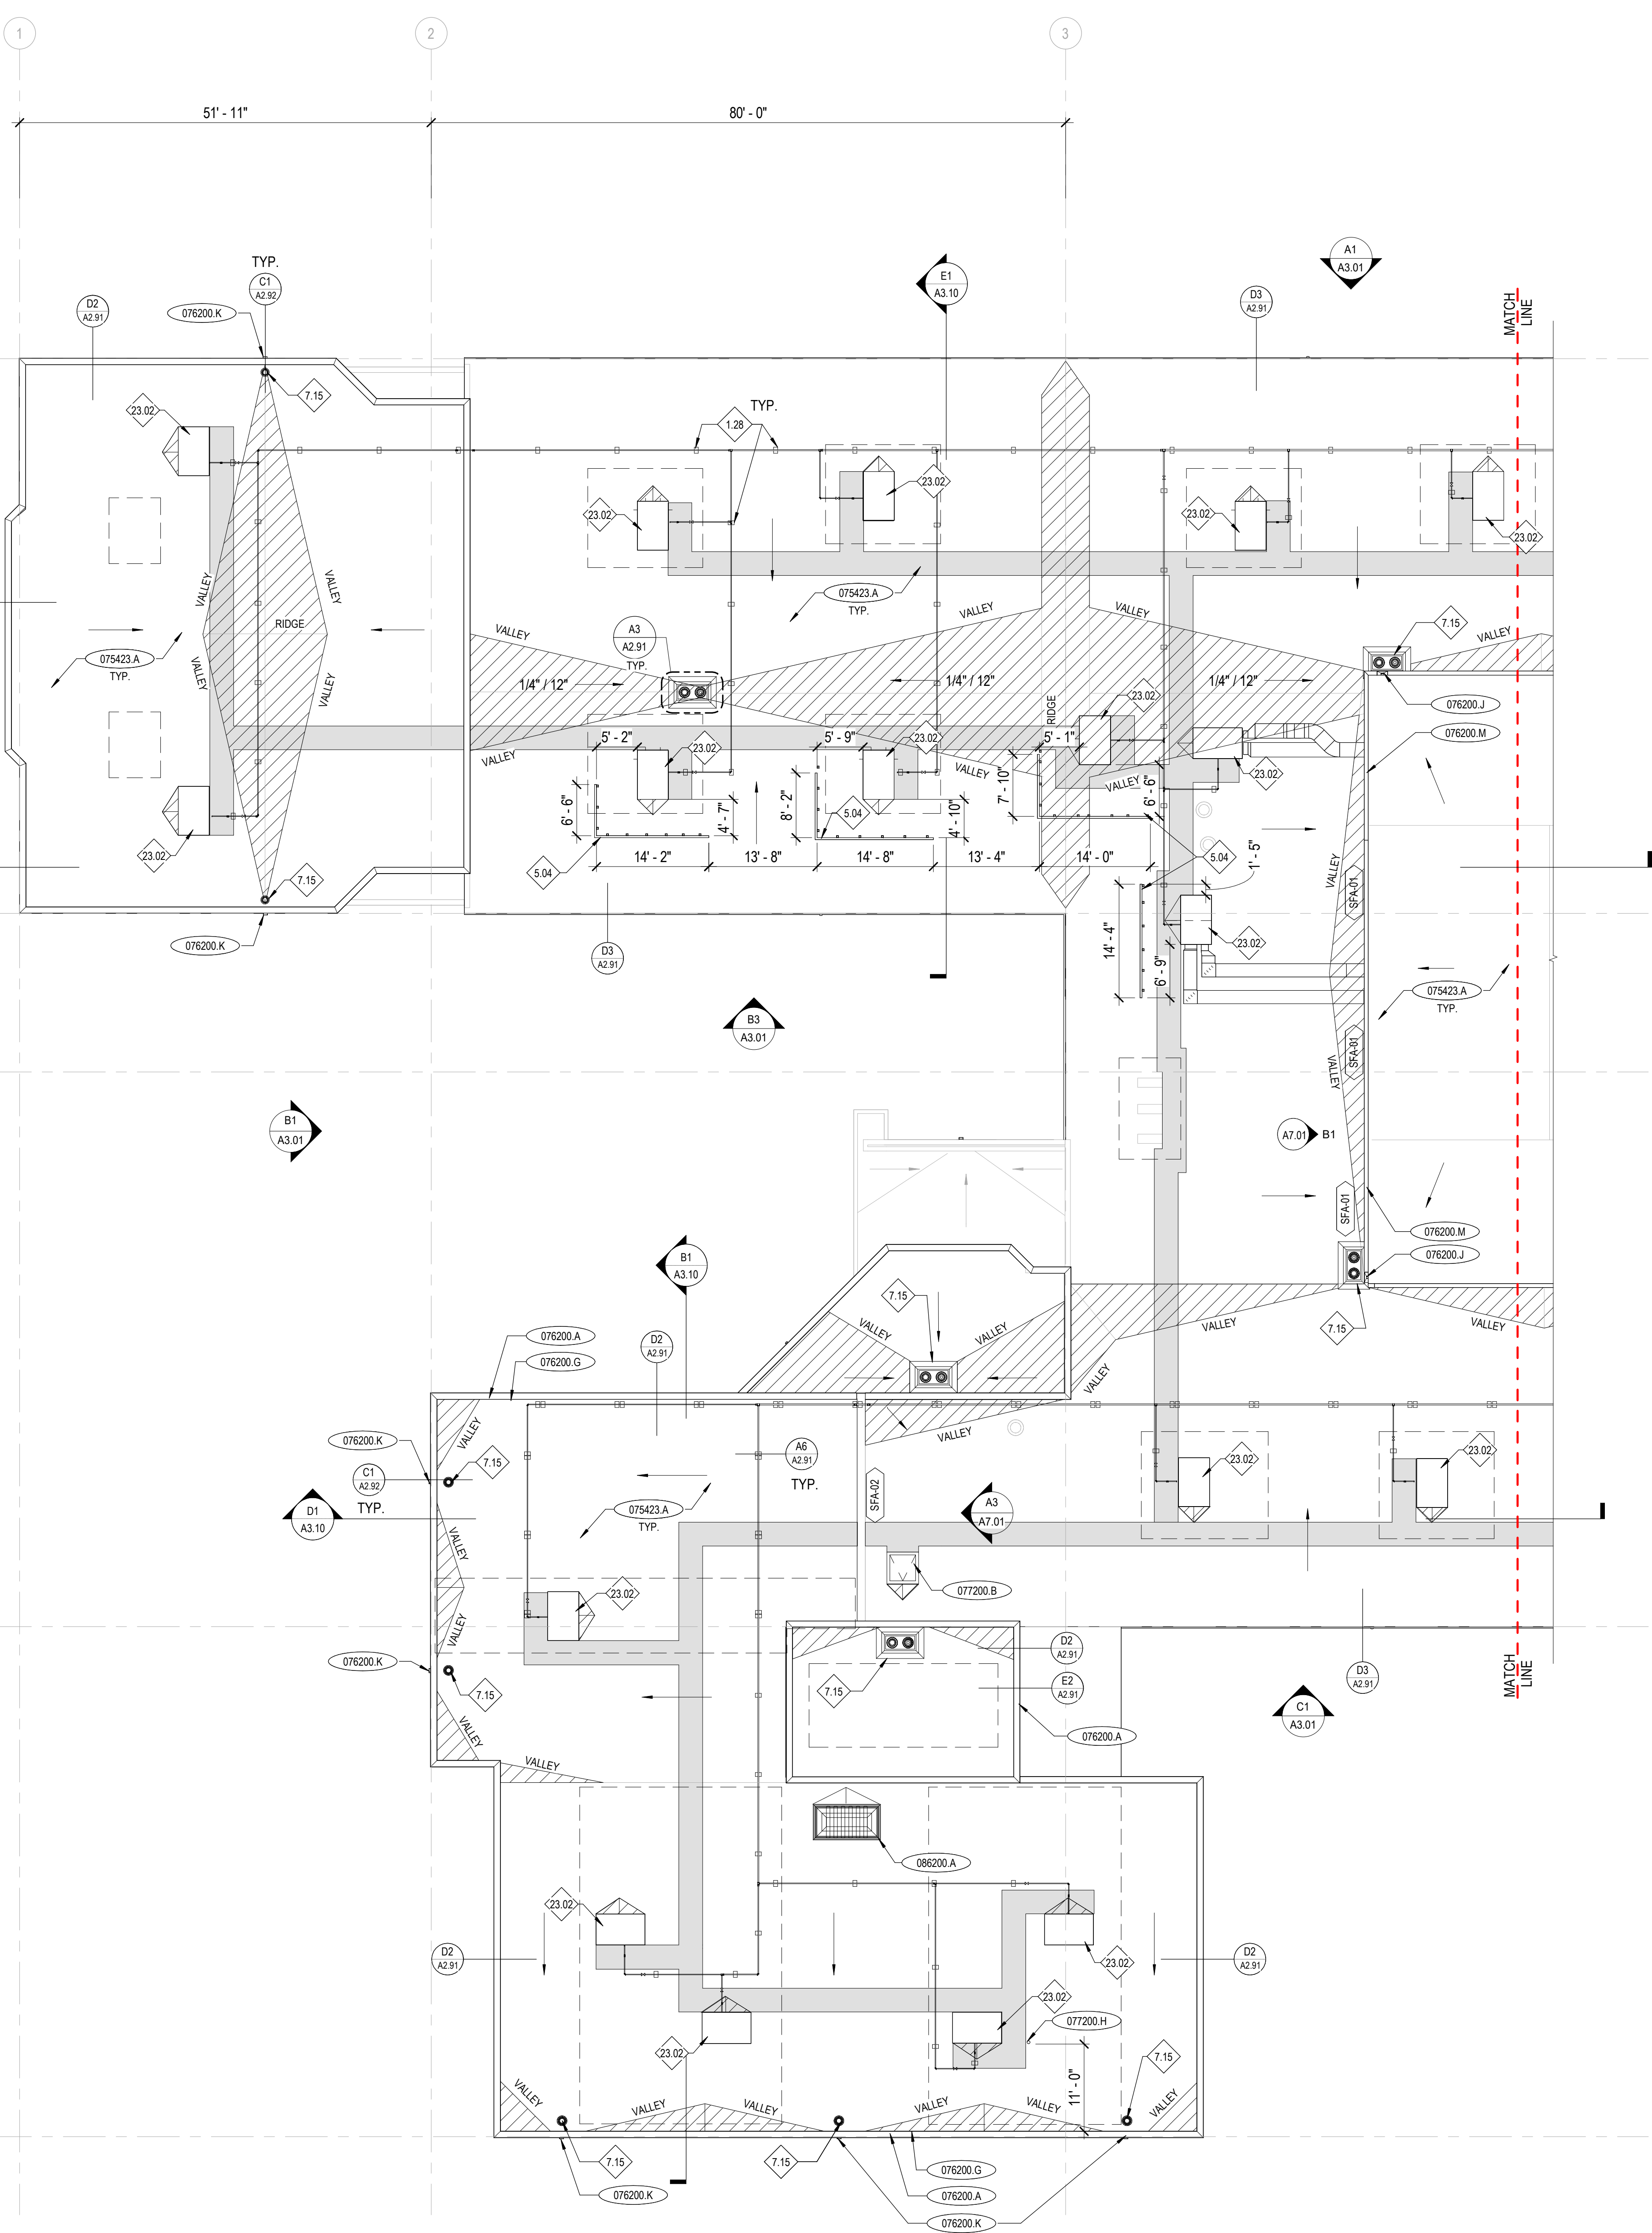 1
2
3
51' - 11"
80' - 0"
A1
A3.01
TYP.
C1
A2.92
E1
A3.10
D3
A2.91
D2
A2.91
076200.K
MATCH
LINE
7.15
23.02
TYP.
1.28
23.02
23.02
23.02
23.02
VALLEY
VALLEY
RIDGE
075423.A
TYP.
VALLEY
VALLEY
VALLEY
A3
A2.91
TYP.
075423.A
TYP.
VALLEY
VALLEY
7.15
VALLEY
1/4" / 12"
1/4" / 12"
1/4" / 12"
23.02
RIDGE
076200.J
076200.M
VALLEY
5' - 2"
23.02
5' - 9"
23.02
5' - 1"
VALLEY
VALLEY
23.02
6' - 6"
4' - 7"
8' - 2"
5.04
4' - 10"
7' - 10"
6' - 6"
23.02
5.04
14' - 2"
13' - 8"
14' - 8"
13' - 4"
14' - 0"
5.04
1' - 5"
VALLEY
SFA-01
7.15
076200.K
D3
A2.91
14' - 4"
6' - 9"
23.02
075423.A
TYP.
B3
A3.01
SFA-01
VALLEY
B1
A3.01
A7.01
B1
SFA-01
076200.M
076200.J
B1
A3.10
7.15
VALLEY
VALLEY
7.15
VALLEY
VALLEY
VALLEY
076200.A
076200.G
D2
A2.91
VALLEY
076200.K
7.15
C1
A2.92
TYP.
A6
A2.91
TYP.
VALLEY
23.02
23.02
D1
A3.10
075423.A
TYP.
SFA-02
A3
A7.01
VALLEY
23.02
077200.B
VALLEY
D2
A2.91
076200.K
7.15
7.15
E2
A2.91
D3
A2.91
MATCH
LINE
C1
A3.01
VALLEY
076200.A
VALLEY
086200.A
23.02
D2
A2.91
23.02
D2
A2.91
23.02
077200.H
23.02
7.15
11' - 0"
VALLEY
VALLEY
VALLEY
VALLEY
VALLEY
VALLEY
7.15
7.15
076200.G
076200.K
076200.A
076200.K